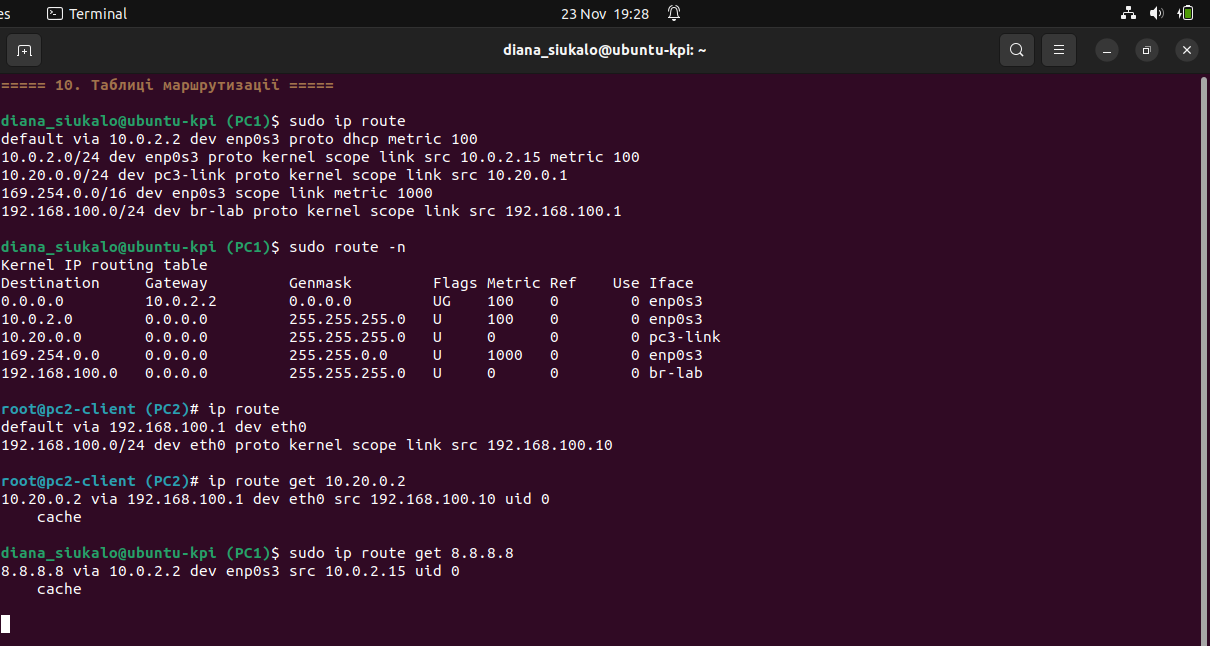 es
Terminal
23 Nov 19:28
diana_siukalo@ubuntu-kpi: ~
===== 10. Таблиці маршрутизації =====
diana_siukalo@ubuntu-kpi (PC1)$ sudo ip route
default via 10.0.2.2 dev enp0s3 proto dhcp metric 100
10.0.2.0/24 dev enp0s3 proto kernel scope link src 10.0.2.15 metric 100
10.20.0.0/24 dev pc3-link proto kernel scope link src 10.20.0.1
169.254.0.0/16 dev enp0s3 scope link metric 1000
192.168.100.0/24 dev br-lab proto kernel scope link src 192.168.100.1
diana_siukalo@ubuntu-kpi (PC1)$ sudo route -n
Kernel IP routing table
Destination     Gateway         Genmask         Flags Metric Ref    Use Iface
0.0.0.0         10.0.2.2        0.0.0.0         UG    100    0        0 enp0s3
10.0.2.0        0.0.0.0         255.255.255.0   U     100    0        0 enp0s3
10.20.0.0       0.0.0.0         255.255.255.0   U     0      0        0 pc3-link
169.254.0.0     0.0.0.0         255.255.0.0     U     1000   0        0 enp0s3
192.168.100.0   0.0.0.0         255.255.255.0   U     0      0        0 br-lab
root@pc2-client (PC2)# ip route
default via 192.168.100.1 dev eth0
192.168.100.0/24 dev eth0 proto kernel scope link src 192.168.100.10
root@pc2-client (PC2)# ip route get 10.20.0.2
10.20.0.2 via 192.168.100.1 dev eth0 src 192.168.100.10 uid 0
    cache
diana_siukalo@ubuntu-kpi (PC1)$ sudo ip route get 8.8.8.8
8.8.8.8 via 10.0.2.2 dev enp0s3 src 10.0.2.15 uid 0
    cache